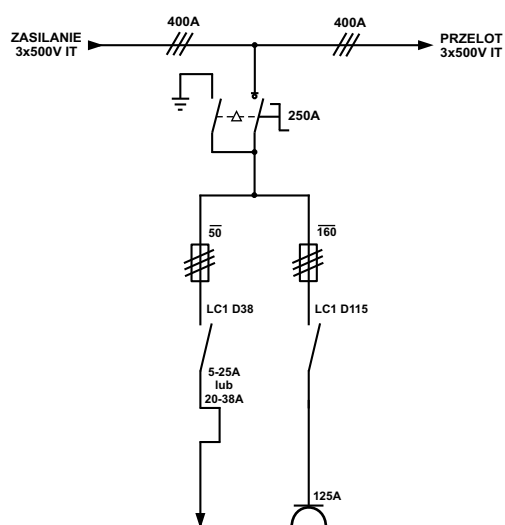 400A
400A
ZASILANIE
3x500V IT
PRZELOT
3x500V IT
250A
50
160
LC1 D38
LC1 D115
5-25A
lub
20-38A
125A